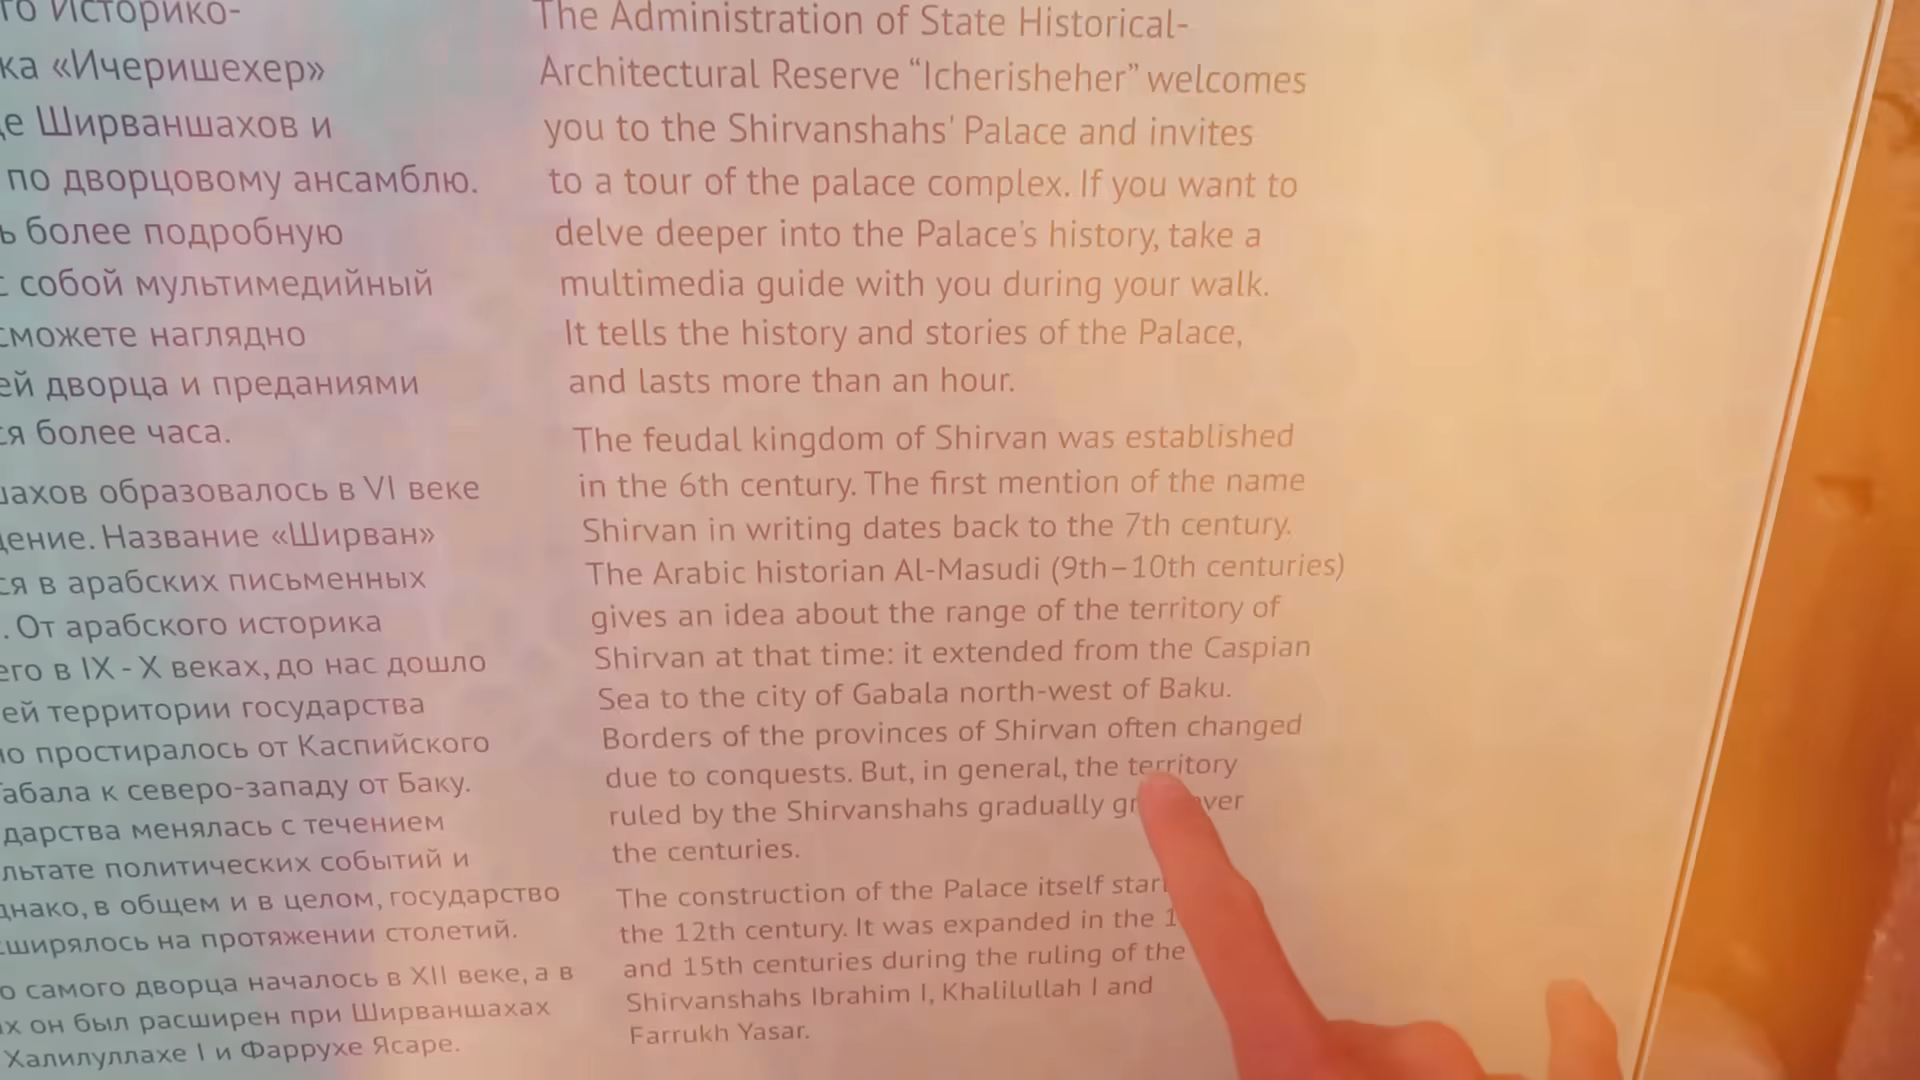 го Историко-
ка «Ичеришехер»
Ширваншахов и
по дворцовому ансамблю.
более подробную
с собой мультимедийный
сможете наглядно
ей дворца и преданиями
ся более часа.
шахов образовалось в VI веке
Название «Ширван»
ся в арабских письменных
. От арабского историка
его в IX - X веках, до нас дошло
ей территории государства
но простиралось от Каспийского
абала к северо-западу от Баку.
дарства менялась с течением
льтате политических событий и
днако, в общем и в целом, государство
сширялось на протяжении столетий.
о самого дворца началось в XII веке, а в
ах он был расширен при Ширваншахах
Халилуллахе I и Фаррухе Ясаре.
The Administration of State Historical-
Architectural Reserve “Icherisheher” welcomes
you to the Shirvanshahs’ Palace and invites
to a tour of the palace complex. If you want to
delve deeper into the Palace’s history, take a
multimedia guide with you during your walk.
It tells the history and stories of the Palace,
and lasts more than an hour.
The feudal kingdom of Shirvan was established
in the 6th century. The first mention of the name
Shirvan in writing dates back to the 7th century.
The Arabic historian Al-Masudi (9th–10th centuries)
gives an idea about the range of the territory of
Shirvan at that time: it extended from the Caspian
Sea to the city of Gabala north-west of Baku.
Borders of the provinces of Shirvan often changed
due to conquests. But, in general, the territory
ruled by the Shirvanshahs gradually
the centuries.
The construction of the Palace itself
the 12th century. It was expanded in the
and 15th centuries during the ruling of the
Shirvanshahs Ibrahim I, Khalilullah I and
Farrukh Yasar.